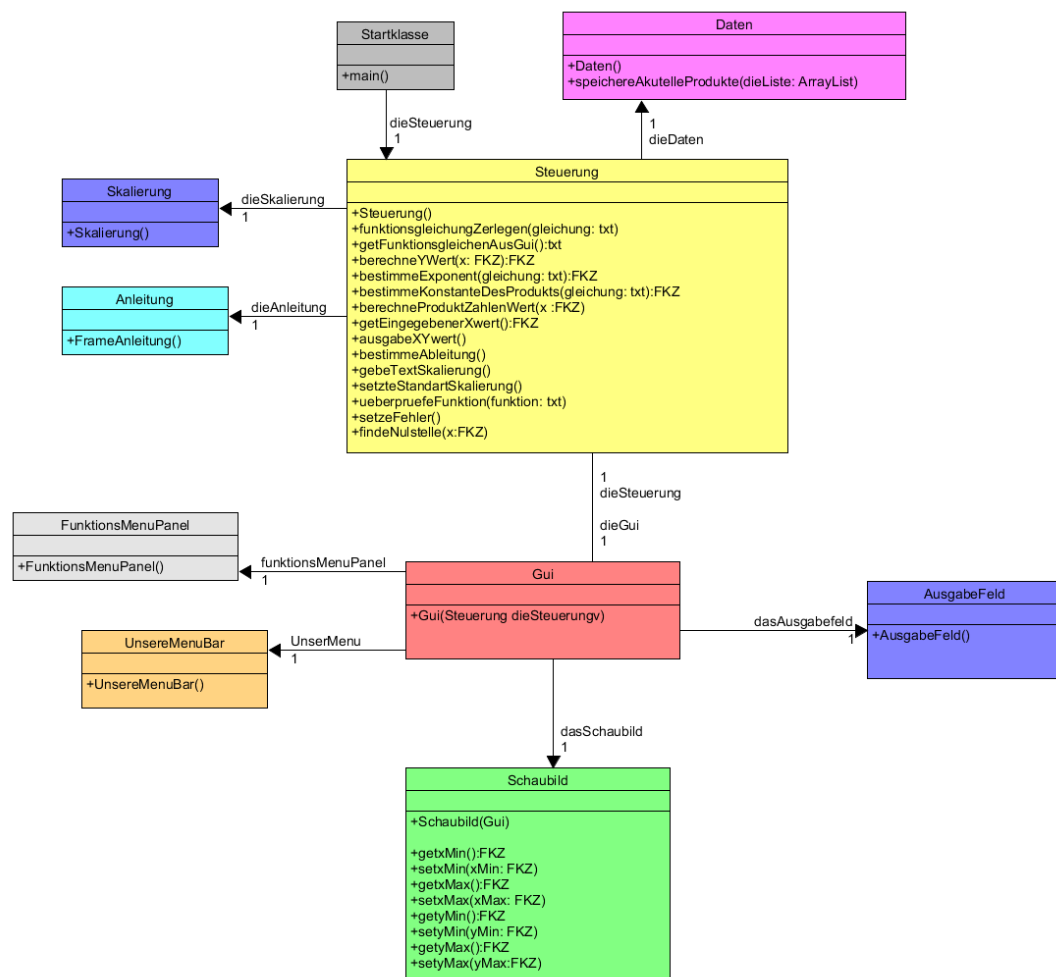 Startklasse
+main()
Daten
+Daten()
+speichereAkutelleProdukte(dieListe: ArrayList)
dieSteuerung
1
1
dieDaten
Steuerung
+Steuerung()
+funktionsgleichungZerlegen(gleichung: txt)
+getFunktionsgleichenAusGui():txt
+berechneYWert(x: FKZ):FKZ
+bestimmeExponent(gleichung: txt):FKZ
+bestimmeKonstanteDesProdukts(gleichung: txt):FKZ
+berechneProduktZahlenWert(x :FKZ)
+getEingegebenerXwert():FKZ
+ausgabeXYwert()
+bestimmeAbleitung()
+gebeTextSkalierung()
+setzteStandartSkalierung()
+ueberpruefeFunktion(funktion: txt)
+setzeFehler()
+findeNulstelle(x:FKZ)
Skalierung
+Skalierung()
dieSkalierung
1
Anleitung
+FrameAnleitung()
dieAnleitung
1
1
dieSteuerung
dieGui
1
FunktionsMenuPanel
+FunktionsMenuPanel()
funktionsMenuPanel
1
Gui
+Gui(Steuerung dieSteuerungv)
AusgabeFeld
+AusgabeFeld()
dasAusgabefeld
1
UnsereMenuBar
+UnsereMenuBar()
UnserMenu
1
dasSchaubild
1
Schaubild
+Schaubild(Gui)
+getxMin():FKZ
+setxMin(xMin: FKZ)
+getxMax():FKZ
+setxMax(xMax: FKZ)
+getyMin():FKZ
+setyMin(yMin: FKZ)
+getyMax():FKZ
+setyMax(yMax:FKZ)